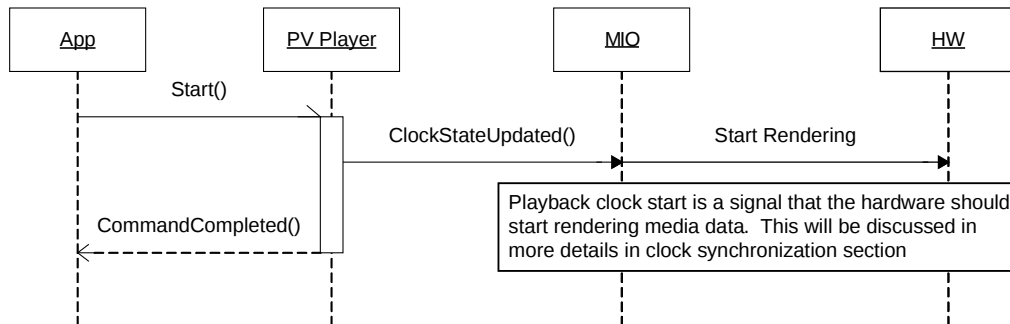 App
PV Player
MIO
HW
Start()
ClockStateUpdated()
Start Rendering
Playback clock start is a signal that the hardware should
start rendering media data.  This will be discussed in
more details in clock synchronization section
CommandCompleted()